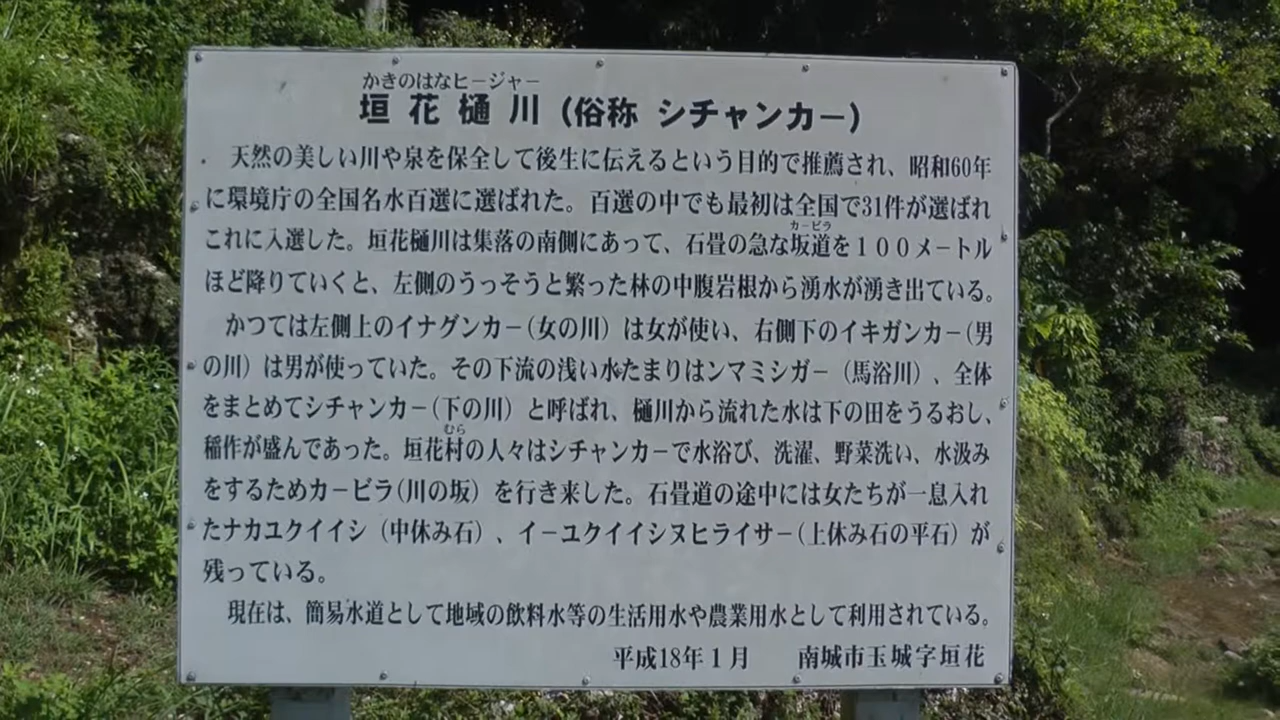 かきのはなヒージャー
垣花樋川(俗称 シチャンカー)
天然の美しい川や泉を保全して後生に伝えるという目的で推薦され、昭和60年
に環境庁の全国名水百選に選ばれた。百選の中でも最初は全国で31件が選ばれ
カービラ
これに入選した。垣花樋川は集落の南側にあって、石畳の急な坂道を100メートル
ほど降りていくと、左側のうっそうと繁った林の中腹岩根から湧水が湧き出ている。
かつては左側上のイナグンカー(女の川)は女が使い、右側下のイキガンカー(男
の川)は男が使っていた。その下流の浅い水たまりはンマミシガー(馬浴川)、全体
をまとめてシチャンカー(下の川)と呼ばれ、樋川から流れた水は下の田をうるおし、
むら
稲作が盛んであった。垣花村の人々はシチャンカーで水浴び、洗濯、野菜洗い、水汲み
をするためカービラ(川の坂)を行き来した。石畳道の途中には女たちが一息入れ
たナカユクイイシ(中休み石)、イーユクイイシヌヒライサー(上休み石の平石)が
残っている。
現在は、簡易水道として地域の飲料水等の生活用水や農業用水として利用されている。
平成18年1月 南城市玉城字垣花